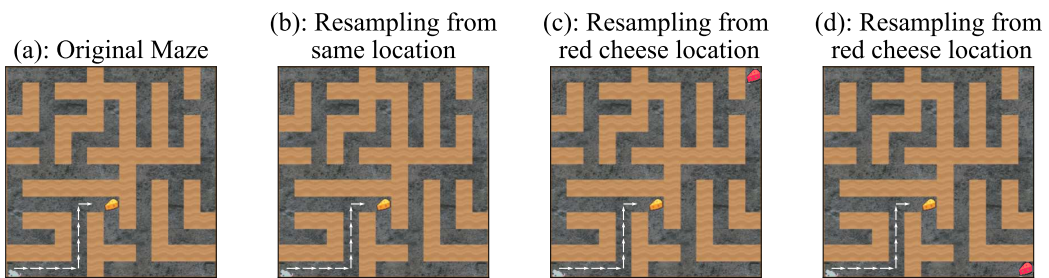 (a): Original Maze
(b): Resampling from
same location
(c): Resampling from
red cheese location
(d): Resampling from
red cheese location